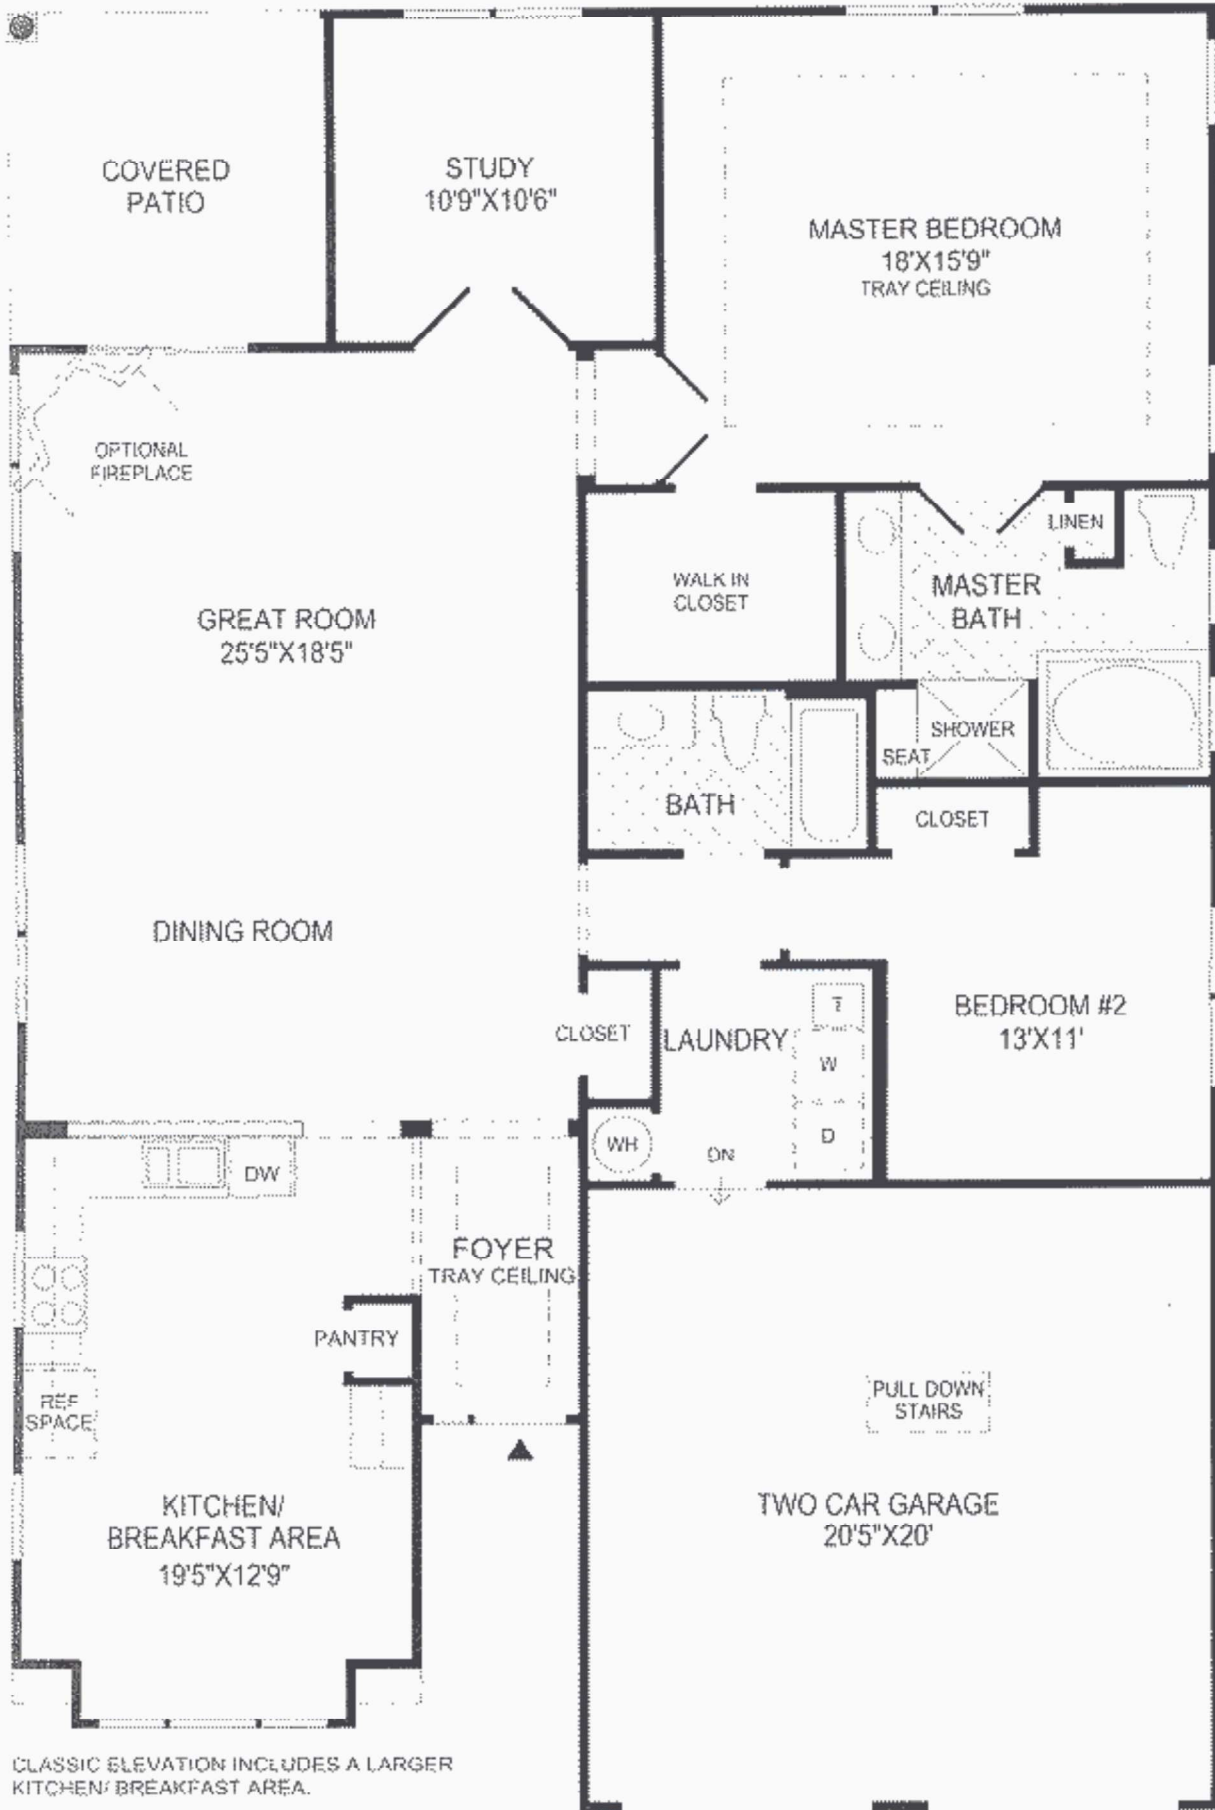 COVERED
PATIO
STUDY
10'9"X10'6"
MASTER BEDROOM
18'X15'9"
TRAY CEILING
OPTIONAL
FIREPLACE
GREAT ROOM
25'5"X18'5"
WALK IN
CLOSET
LINEN
MASTER
BATH
SHOWER
SEAT
BATH
CLOSET
DINING ROOM
CLOSET
LAUNDRY
W
D
BEDROOM #2
13'X11'
WH
DN
DW
FOYER
TRAY CEILING
PANTRY
REF
SPACE
PULL DOWN
STAIRS
KITCHEN/
BREAKFAST AREA
19'5"X12'9"
TWO CAR GARAGE
20'5"X20'
CLASSIC ELEVATION INCLUDES A LARGER
KITCHEN/ BREAKFAST AREA.